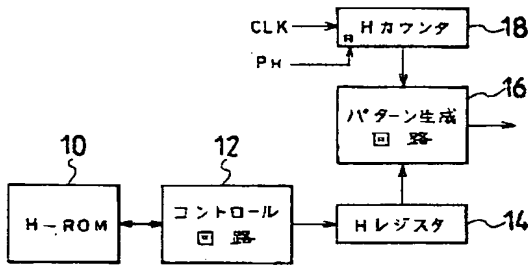 CLK
R
Hカウンタ
18
PH
16
パターン生成
回路
10
12
H-ROM
コントロール
回路
Hレジスタ
14